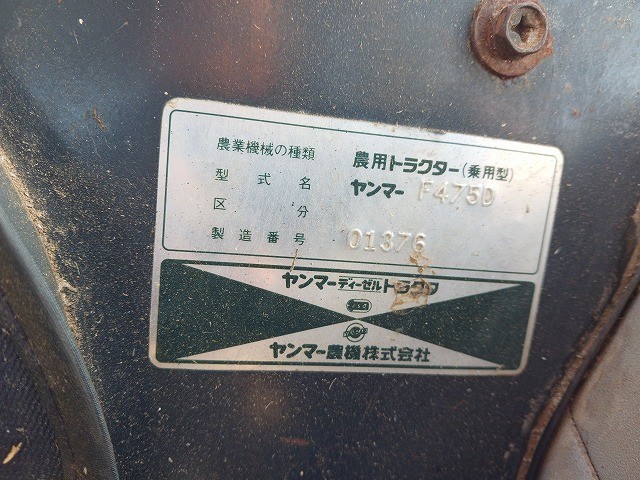 農業機械の種類 農用トラクター(乗用型)
型式名 ヤンマー F475D
区分
製造番号 01376
ヤンマーディーゼルトラクタ
ヤンマー農機株式会社